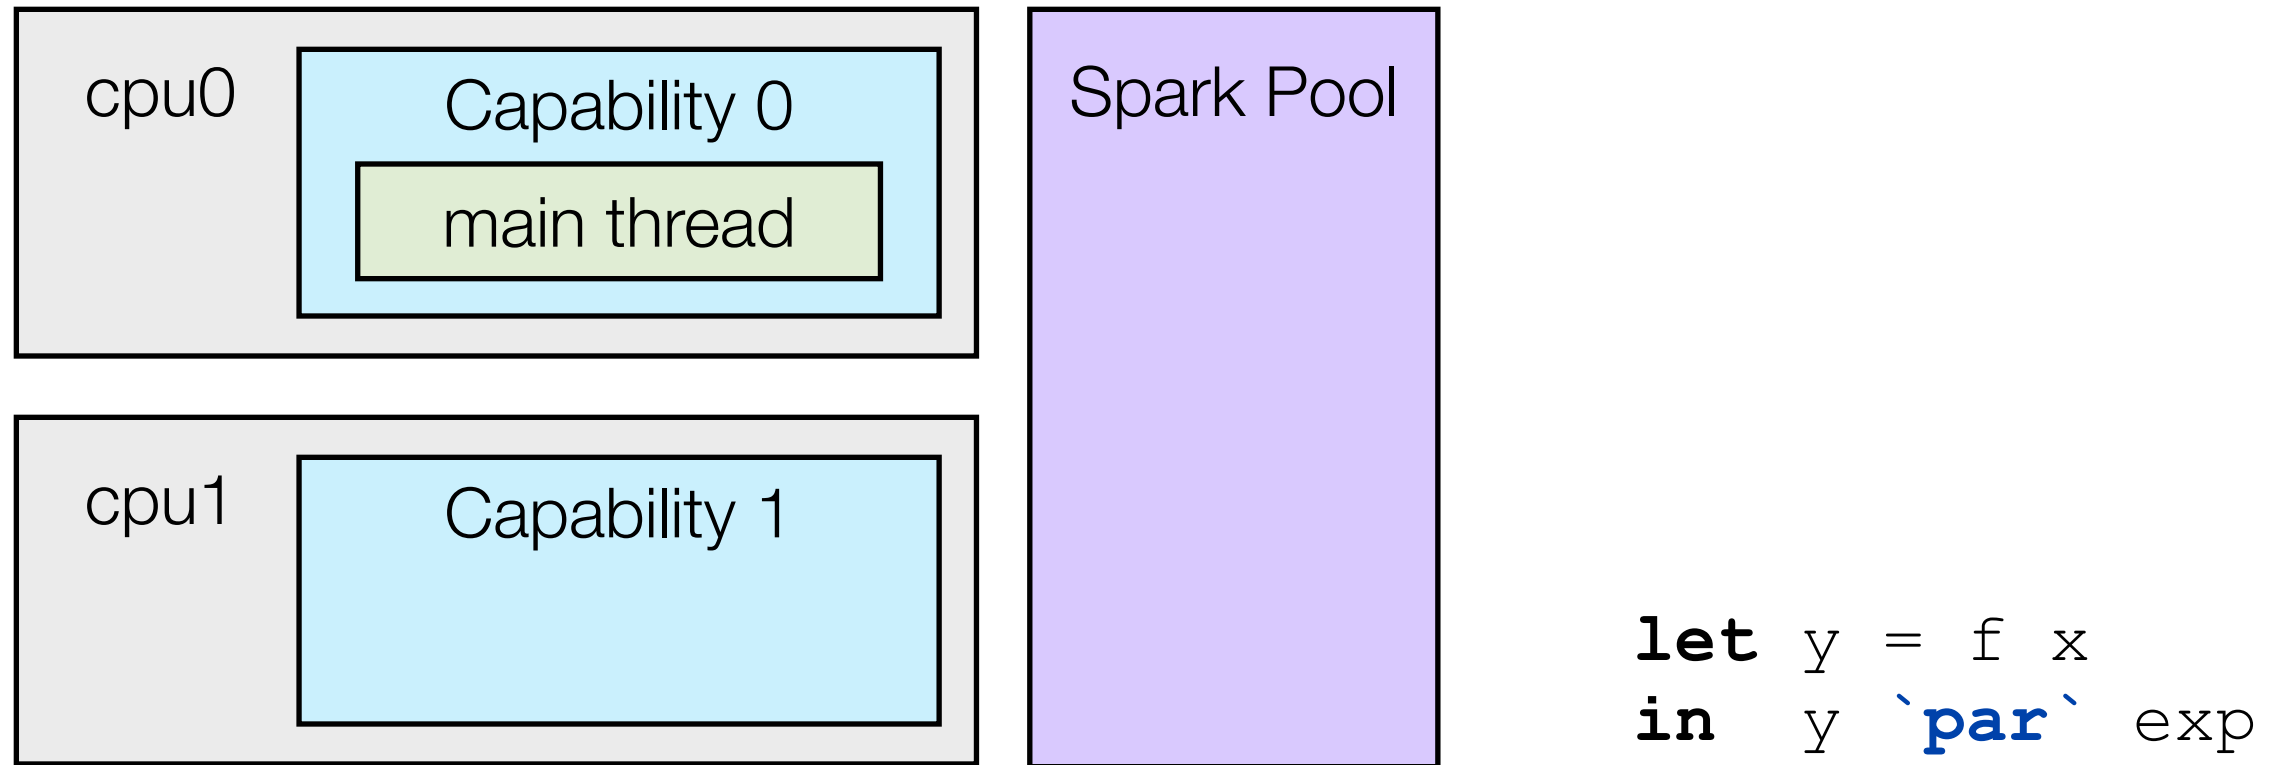 cpu0
Capability 0
main thread
cpu1
Capability 1
Spark Pool
let y = f x
in y `par` exp